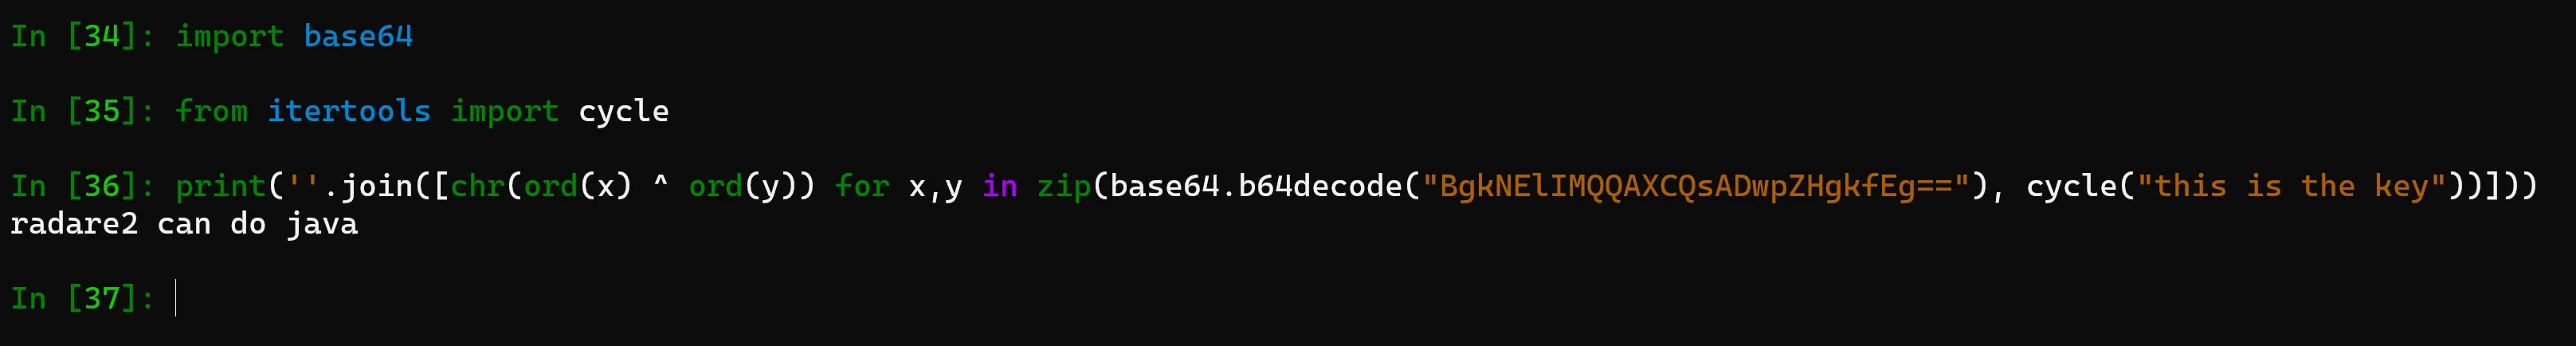 In [34]: import base64
In [35]: from itertools import cycle
In [36]: print(''.join([chr(ord(x) ^ ord(y)) for x,y in zip(base64.b64decode("BgkNElIMQQAXCQsADwpZHgkfEg=="), cycle("this is the key"))]))
radare2 can do java
In [37]: